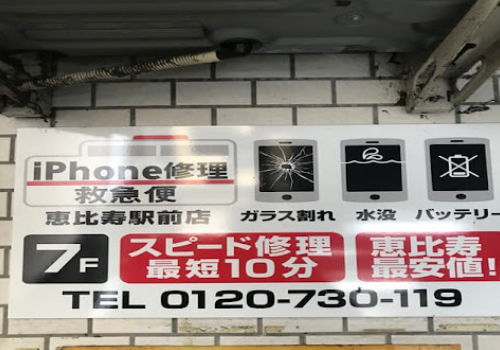 iPhone修理
救急便
恵比寿駅前店
ガラス割れ 水没 バッテリー
7F
スピード修理
最短10分
恵比寿
最安値!
TEL 0120-730-119